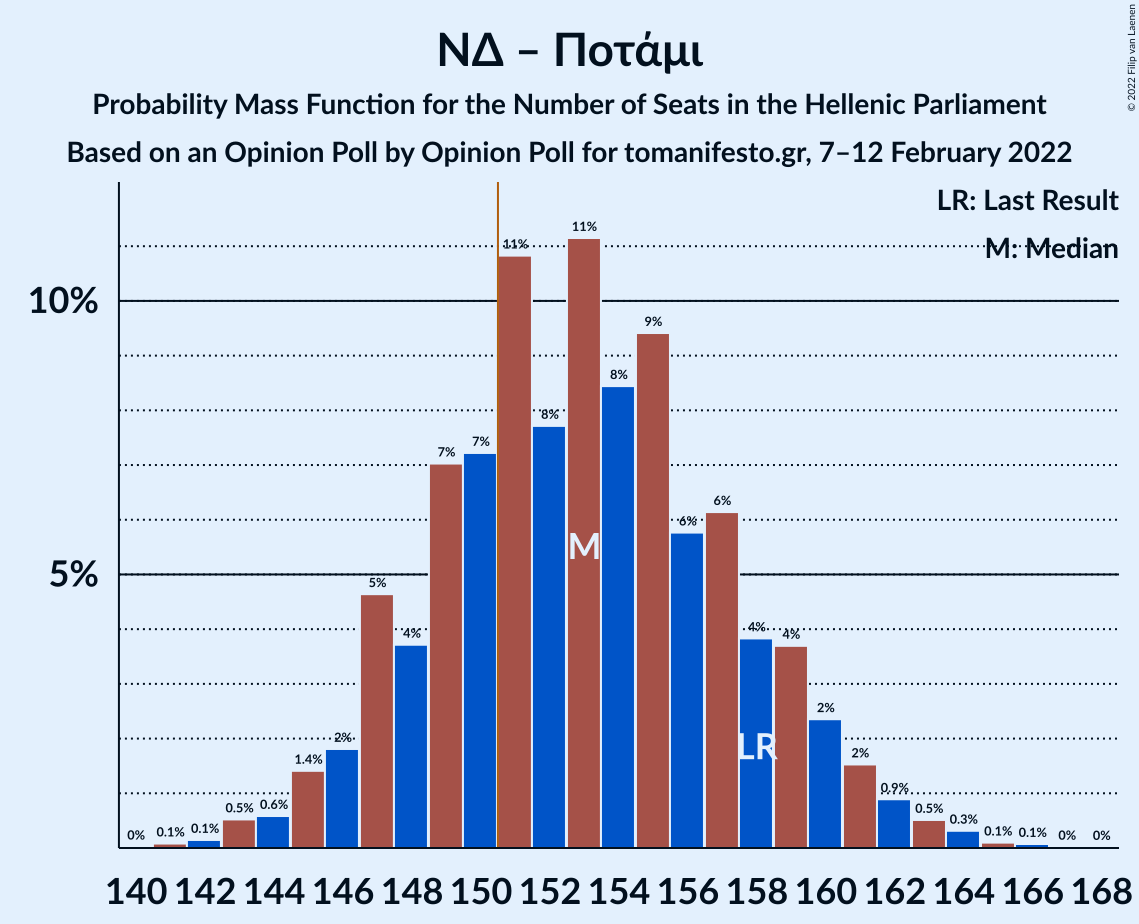 ΝΔ – Ποτάμι
Probability Mass Function for the Number of Seats in the Hellenic Parliament
Based on an Opinion Poll by Opinion Poll for tomanifesto.gr, 7–12 February 2022
© 2022 Filip van Laenen
LR: Last Result
M: Median
10%
5%
0% 0.1% 0.1% 0.5% 0.6% 1.4% 2% 5% 4% 7% 7% 11% 8% 11% 8% 9% 6% 6% 4% 4% 2% 2% 0.9% 0.5% 0.3% 0.1% 0.1% 0% 0%
M
LR
140 142 144 146 148 150 152 154 156 158 160 162 164 166 168